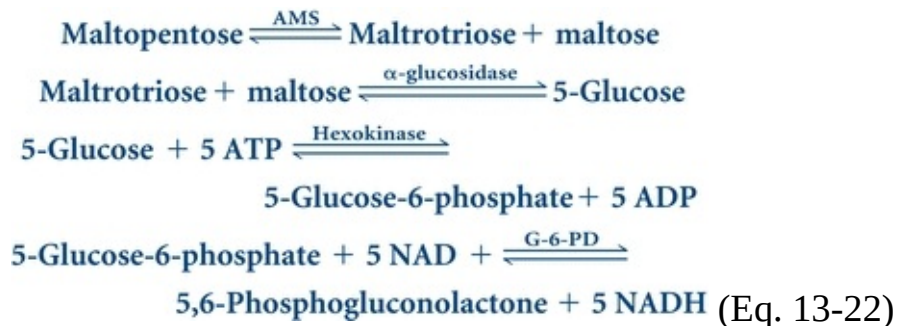 AMS
Maltopentose ⇌ Maltrotriose + maltose
α-glucosidase
Maltrotriose + maltose ⇌ 5-Glucose
Hexokinase
5-Glucose + 5 ATP ⇌
5-Glucose-6-phosphate + 5 ADP
G-6-PD
5-Glucose-6-phosphate + 5 NAD + ⇌
5,6-Phosphogluconolactone + 5 NADH (Eq. 13-22)